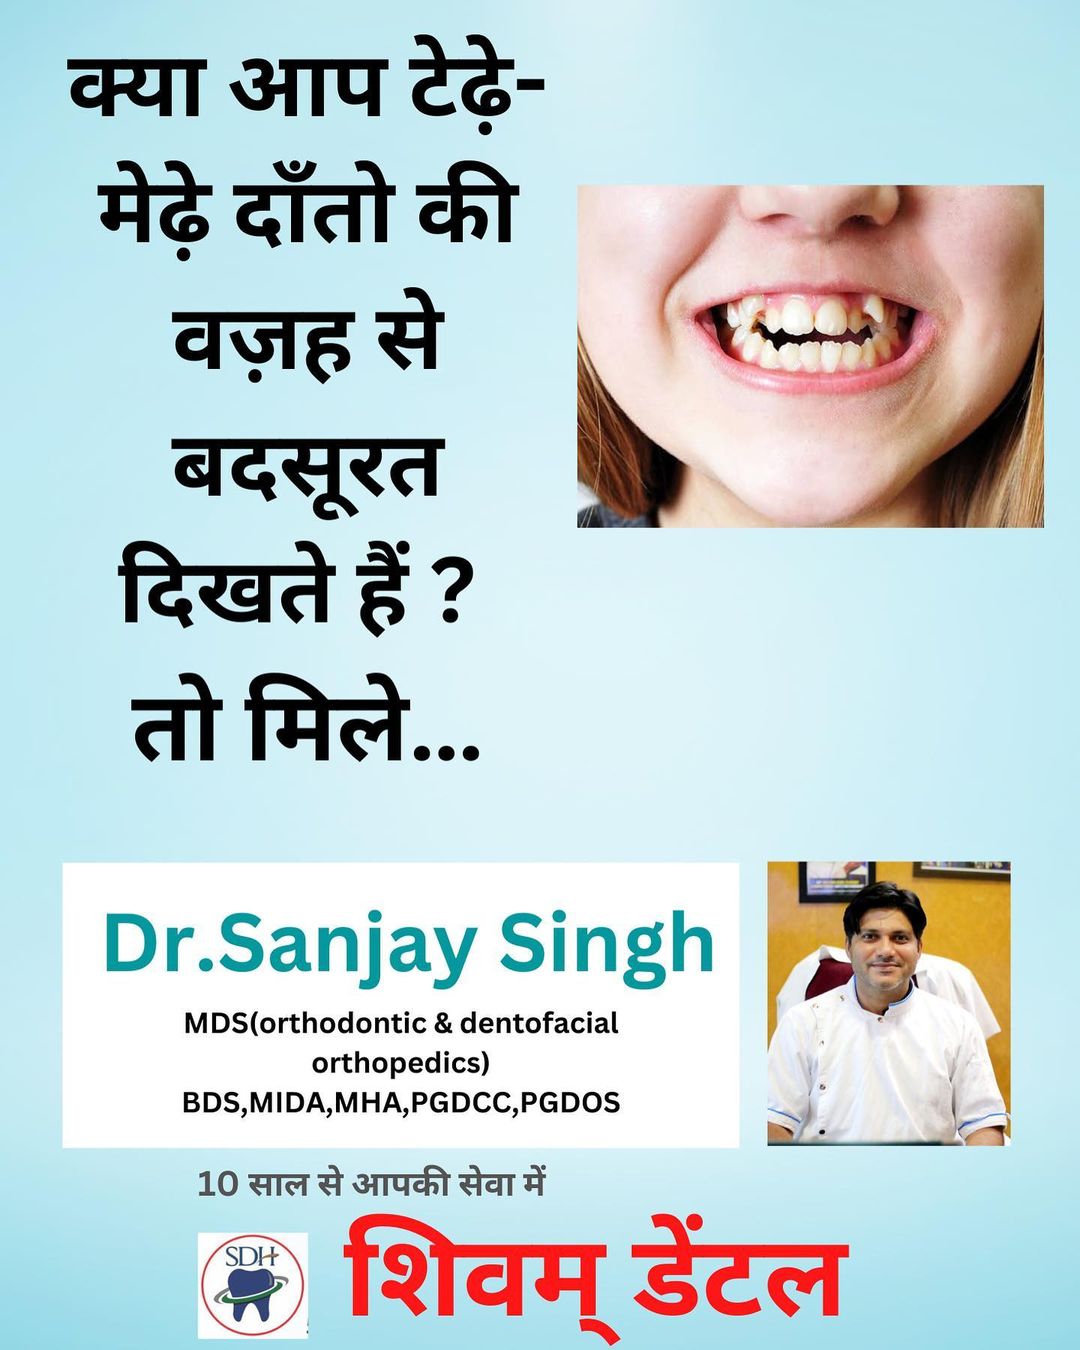 क्या आप टेढ़े-
मेढ़े दाँतो की
वज़ह से
बदसूरत
दिखते हैं ?
तो मिले...
Dr.Sanjay Singh
MDS(orthodontic & dentofacial
orthopedics)
BDS,MIDA,MHA,PGDCC,PGDOS
10 साल से आपकी सेवा में
SDH
शिवम् डेंटल